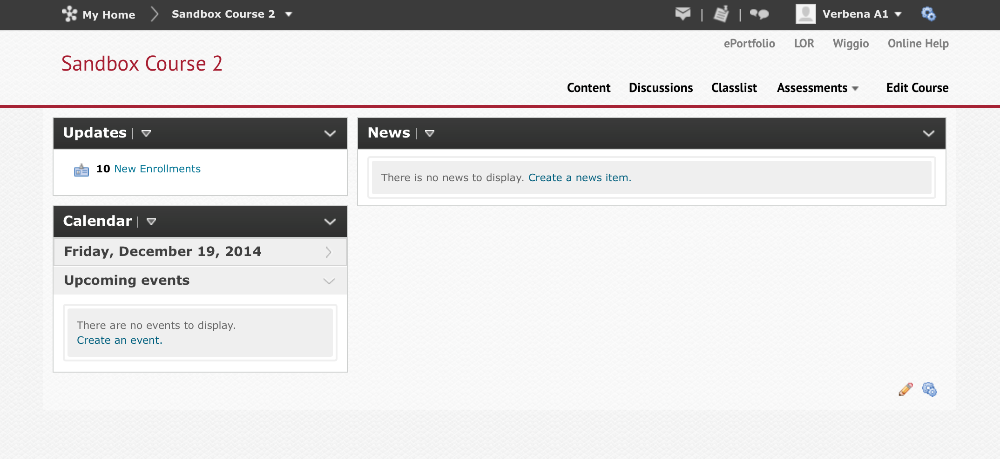 My Home
Sandbox Course 2
Verbena A1
ePortfolio LOR Wiggio Online Help
Sandbox Course 2
Content Discussions Classlist Assessments Edit Course
Updates
10 New Enrollments
Calendar
Friday, December 19, 2014
Upcoming events
There are no events to display.
Create an event.
News
There is no news to display. Create a news item.